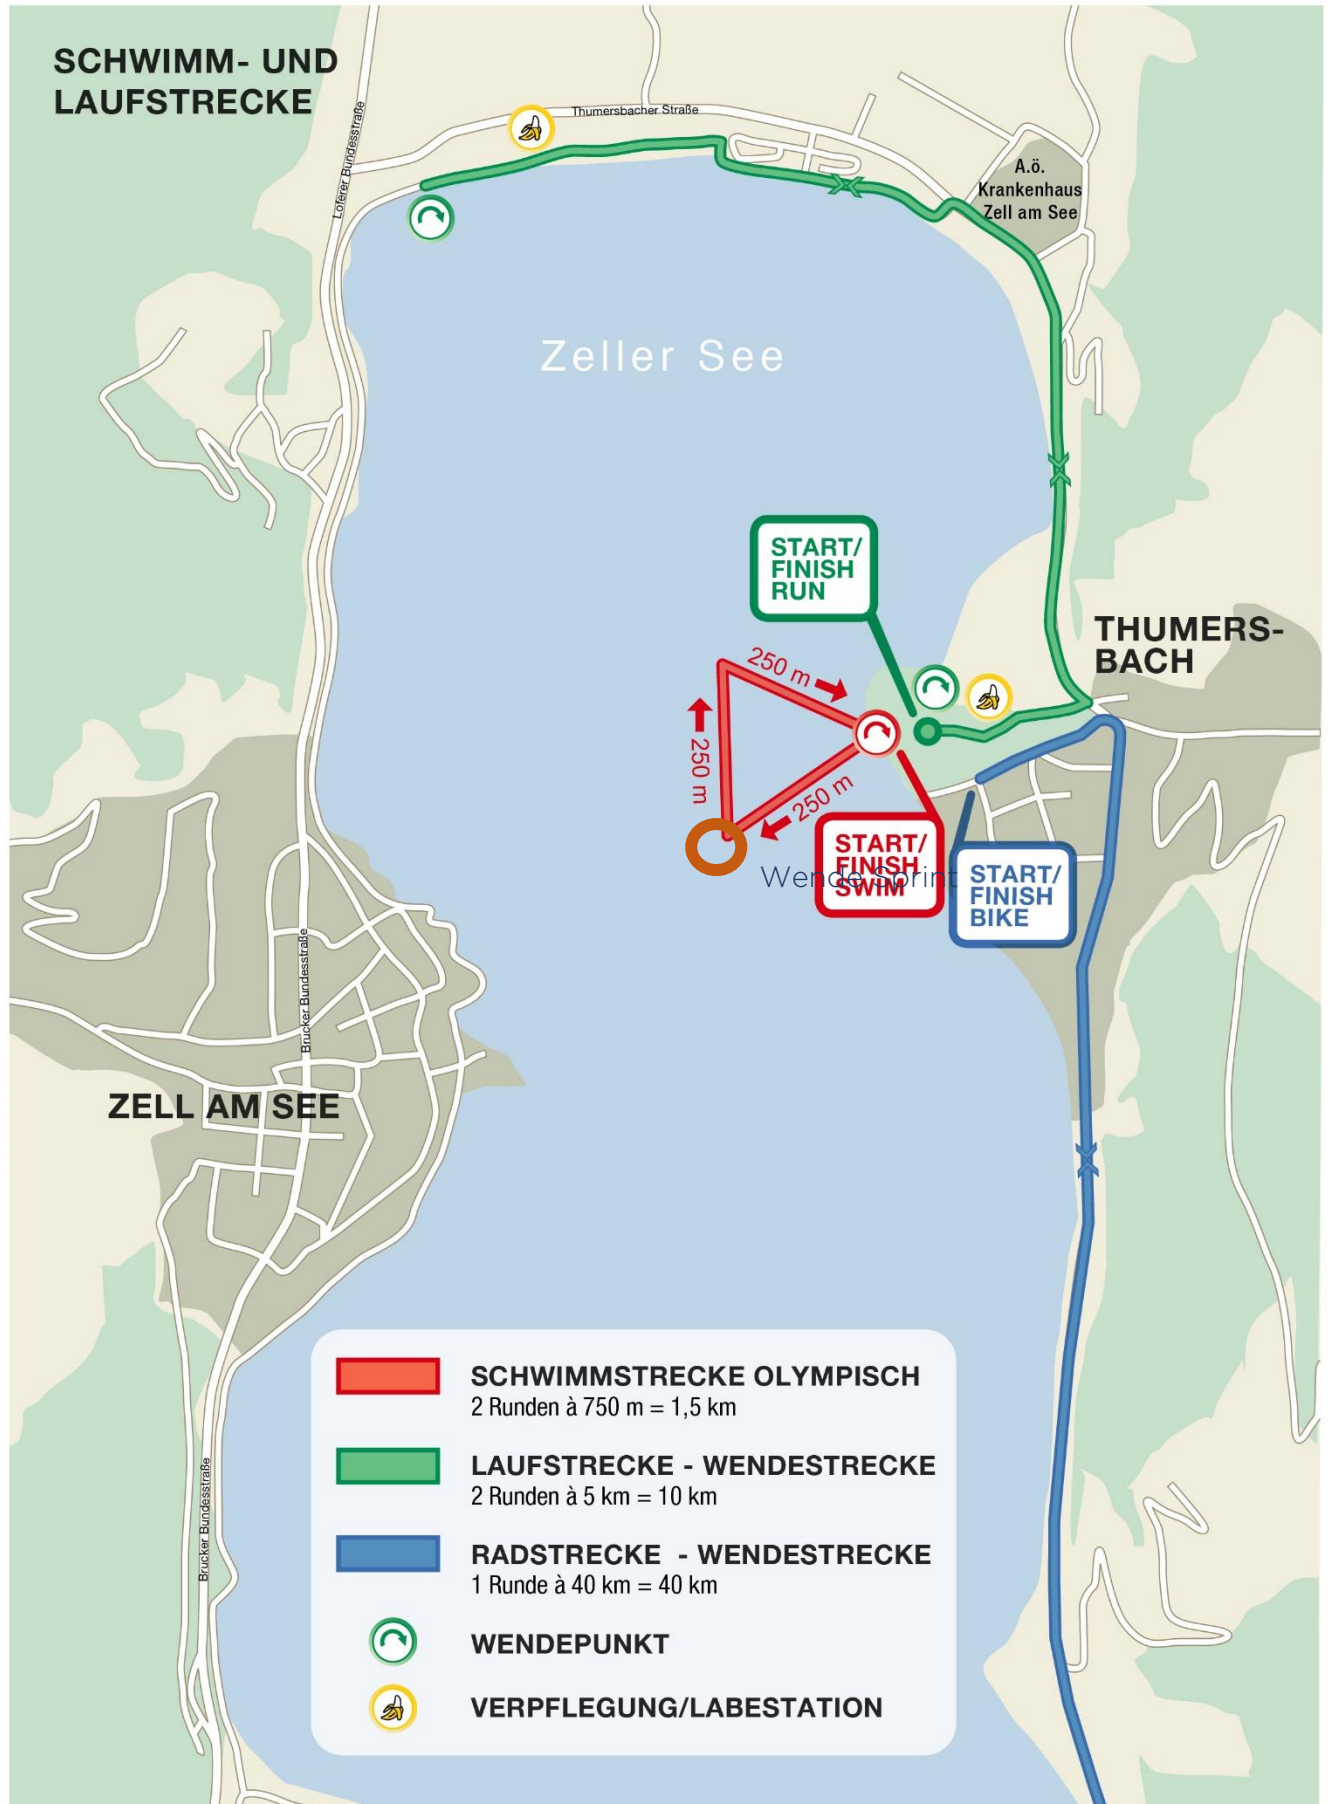 SCHWIMM- UND
LAUFSTRECKE
Loferer Bundesstraße
Thumersbacher Straße
A.ö.
Krankenhaus
Zell am See
Zeller See
START/
FINISH
RUN
THUMERS-
BACH
250 m
250 m
250 m
START/
FINISH
SWIM
Wende Sprint
START/
FINISH
BIKE
Brucker Bundesstraße
ZELL AM SEE
Brucker Bundesstraße
SCHWIMMSTRECKE OLYMPISCH
2 Runden à 750 m = 1,5 km
LAUFSTRECKE - WENDESTRECKE
2 Runden à 5 km = 10 km
RADSTRECKE - WENDESTRECKE
1 Runde à 40 km = 40 km
WENDEPUNKT
VERPFLEGUNG/LABESTATION